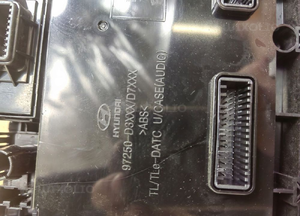 HYUNDAI
97250-D3XXX/D7XXX
>ABS<
TL/TLe-DATC U/CASE(AUDIO)